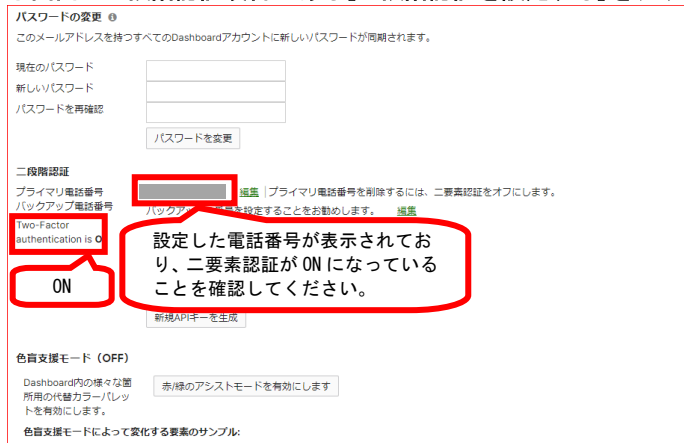 パスワードの変更
このメールアドレスを持つすべてのDashboardアカウントに新しいパスワードが同期されます。
現在のパスワード
新しいパスワード
パスワードを再確認
パスワードを変更
二段階認証
プライマリ電話番号 編集 | プライマリ電話番号を削除するには、二要素認証をオフにします。
バックアップ電話番号 バックアップ 番号を設定することをお勧めします。 編集
Two-Factor
authentication is O
設定した電話番号が表示されてお
り、二要素認証が ON になっている
ことを確認してください。
ON
新規APIキーを生成
色盲支援モード（OFF）
Dashboard内の様々な箇
所用の代替カラーパレッ
トを有効にします。
赤/緑のアシストモードを有効にします
色盲支援モードによって変化する要素のサンプル: